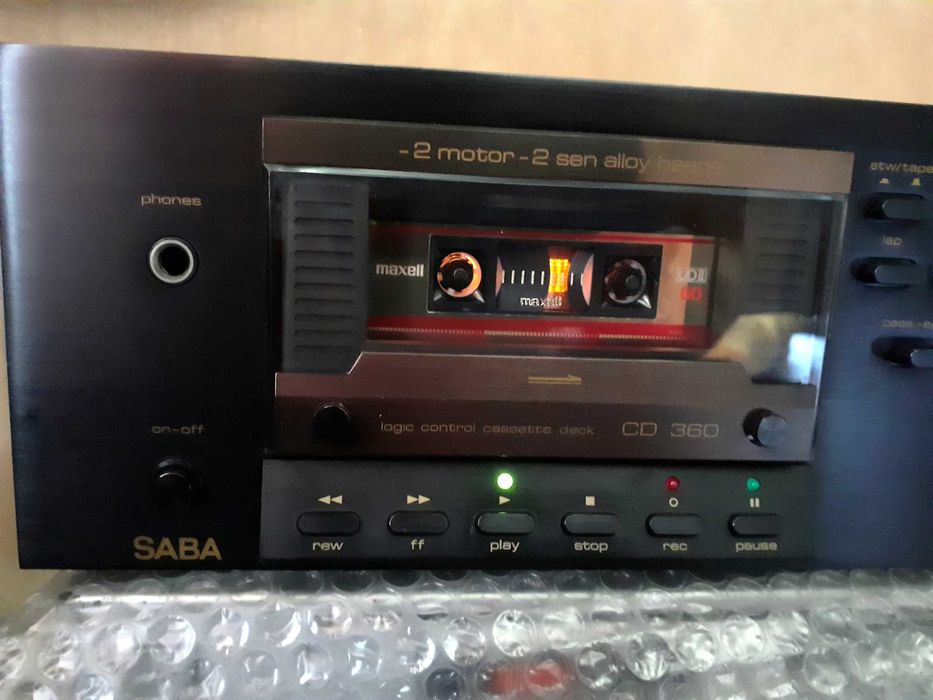 -2 motor-2 sen alloy heads
stw/tape
phones
lap
maxell
UD II
60
maxell
on-off
logic control cassette deck CD 360
SABA
rew ff play stop rec pause